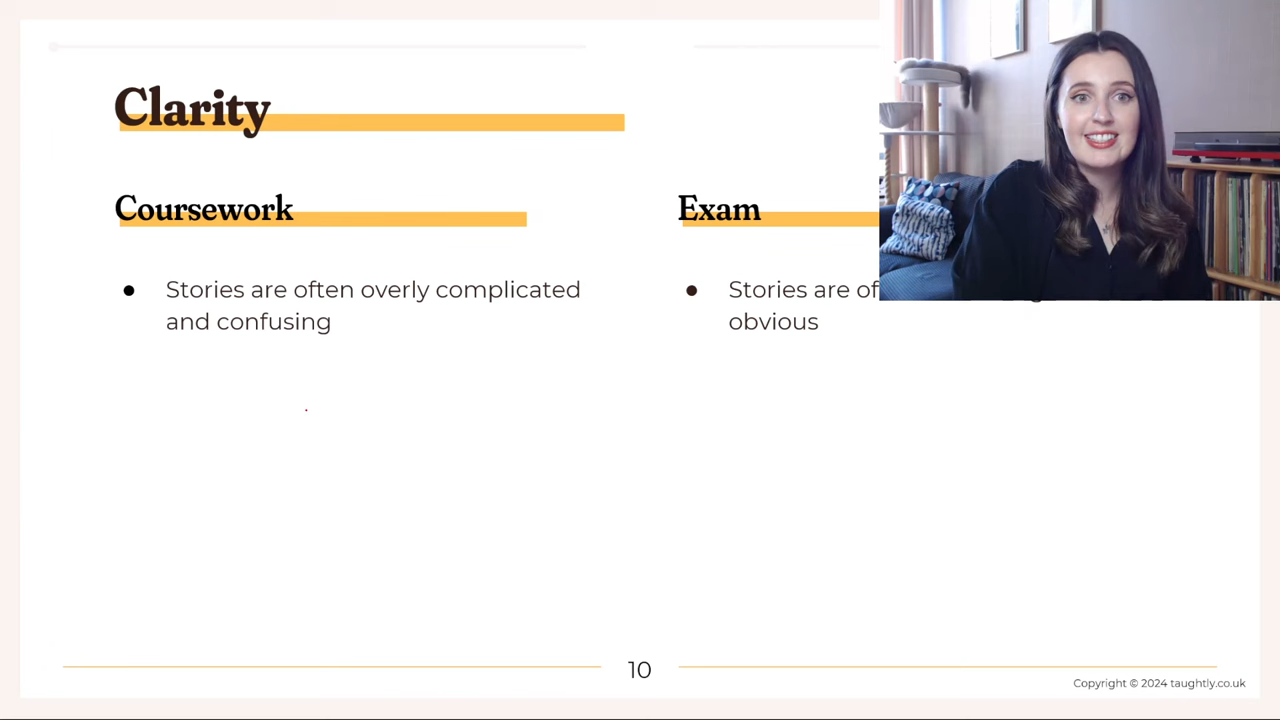 Clarity
Coursework
Stories are often overly complicated
and confusing
Exam
Stories are
obvious
10
Copyright © 2024 taughtly.co.uk